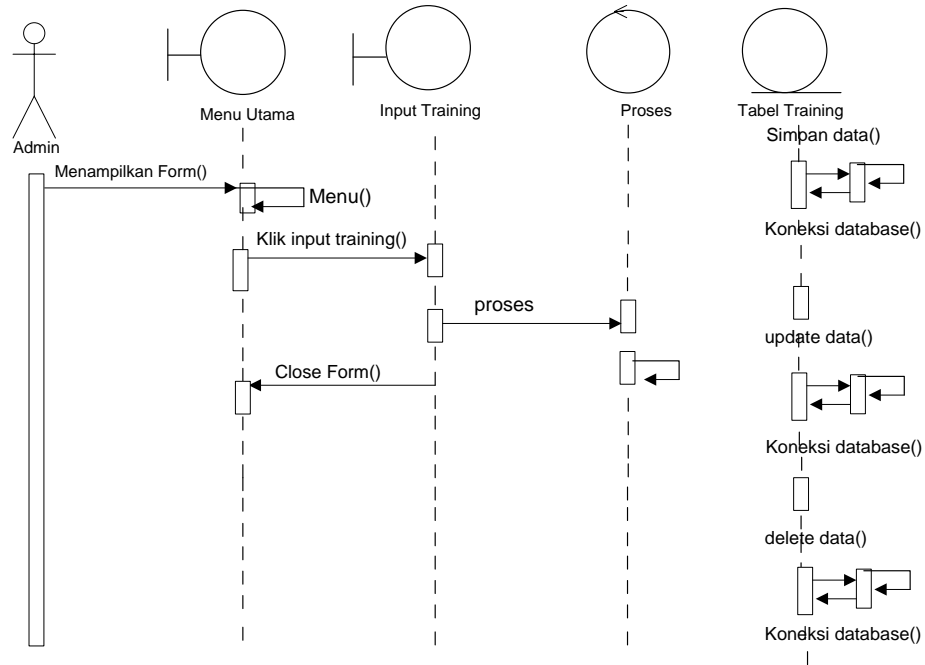 Menu Utama
Input Training
Proses
Tabel Training
Admin
Simpan data()
Menampilkan Form()
Menu()
Koneksi database()
Klik input training()
proses
update data()
Close Form()
Koneksi database()
delete data()
Koneksi database()